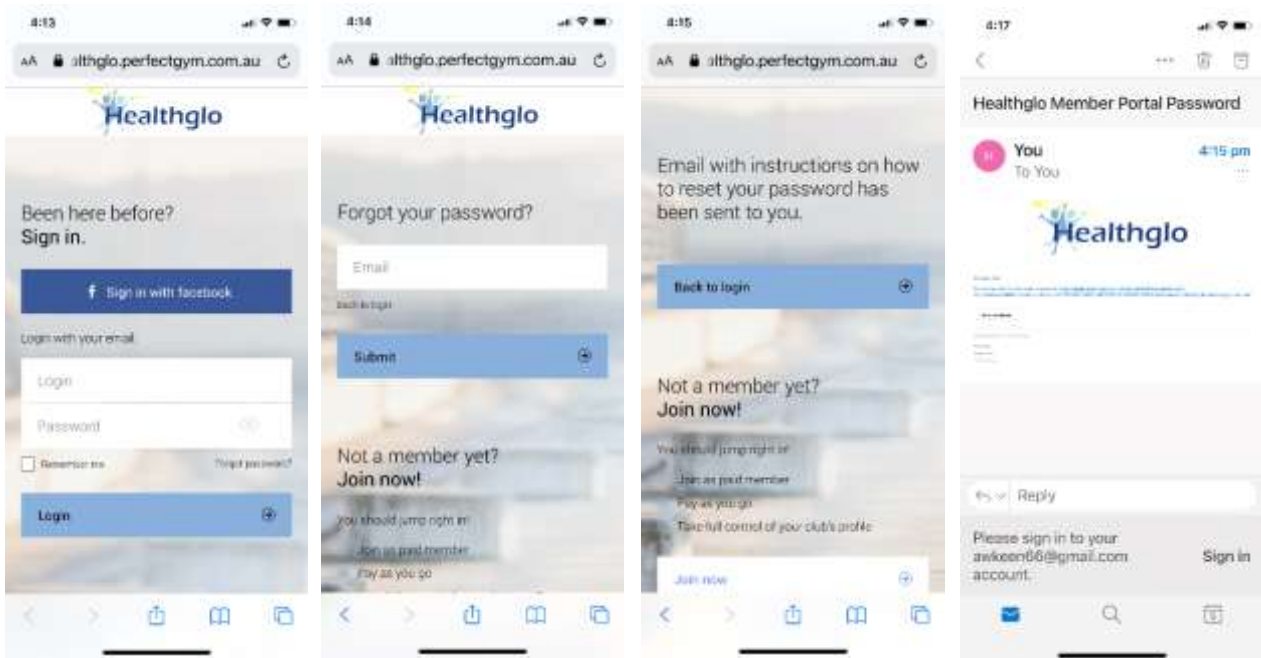 4:13
AA althglo.perfectgym.com.au
Healthglo
Been here before?
Sign in.
f Sign in with facebook
Login with your email.
Login
Password
Remember me
Forgot password?
Login
4:14
AA althglo.perfectgym.com.au
Healthglo
Forgot your password?
Email
Back to login
Submit
Not a member yet?
Join now!
You should jump right in!
Join as paid member
Pay as you go
4:15
AA althglo.perfectgym.com.au
Email with instructions on how
to reset your password has
been sent to you.
Back to login
Not a member yet?
Join now!
You should jump right in!
Join as paid member
Pay as you go
Take full control of your club's profile
Join now
4:17
Healthglo Member Portal Password
H
You
4:15 pm
To You
Healthglo
Reply
Please sign in to your
awkeen66@gmail.com
account.
Sign in